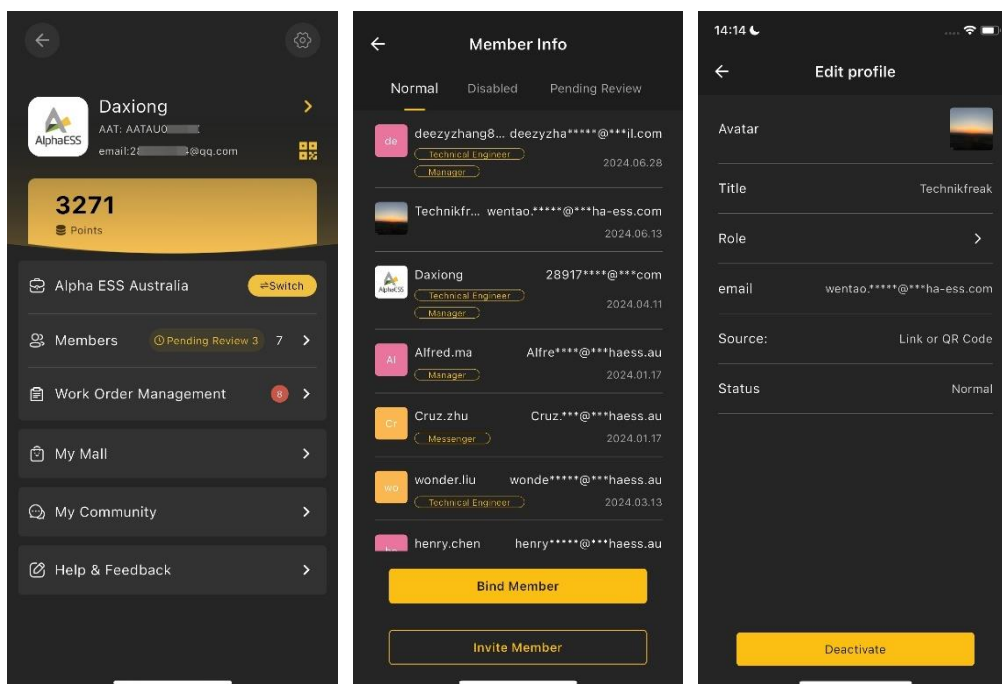 AlphaESS
Daxiong
AAT: AATAU0
email:2 @qq.com
3271
Points
Alpha ESS Australia
⇌Switch
Members
Pending Review 3
7
Work Order Management
8
My Mall
My Community
Help & Feedback
Member Info
Normal Disabled Pending Review
de
deezyzhang8... deezyzha*****@***il.com
Technical Engineer
2024.06.28
Manager
Technikfr... wentao.*****@***ha-ess.com
2024.06.13
AlphaESS
Daxiong 28917****@***com
Technical Engineer
2024.04.11
Manager
Al
Alfred.ma Alfre****@***haess.au
Manager 2024.01.17
Cr
Cruz.zhu Cruz.***@***haess.au
Messenger 2024.01.17
wo
wonder.liu wonde*****@***haess.au
Technical Engineer 2024.03.13
he
henry.chen henry*****@***haess.au
Bind Member
Invite Member
14:14
Edit profile
Avatar
Title Technikfreak
Role
email wentao.*****@***ha-ess.com
Source: Link or QR Code
Status Normal
Deactivate